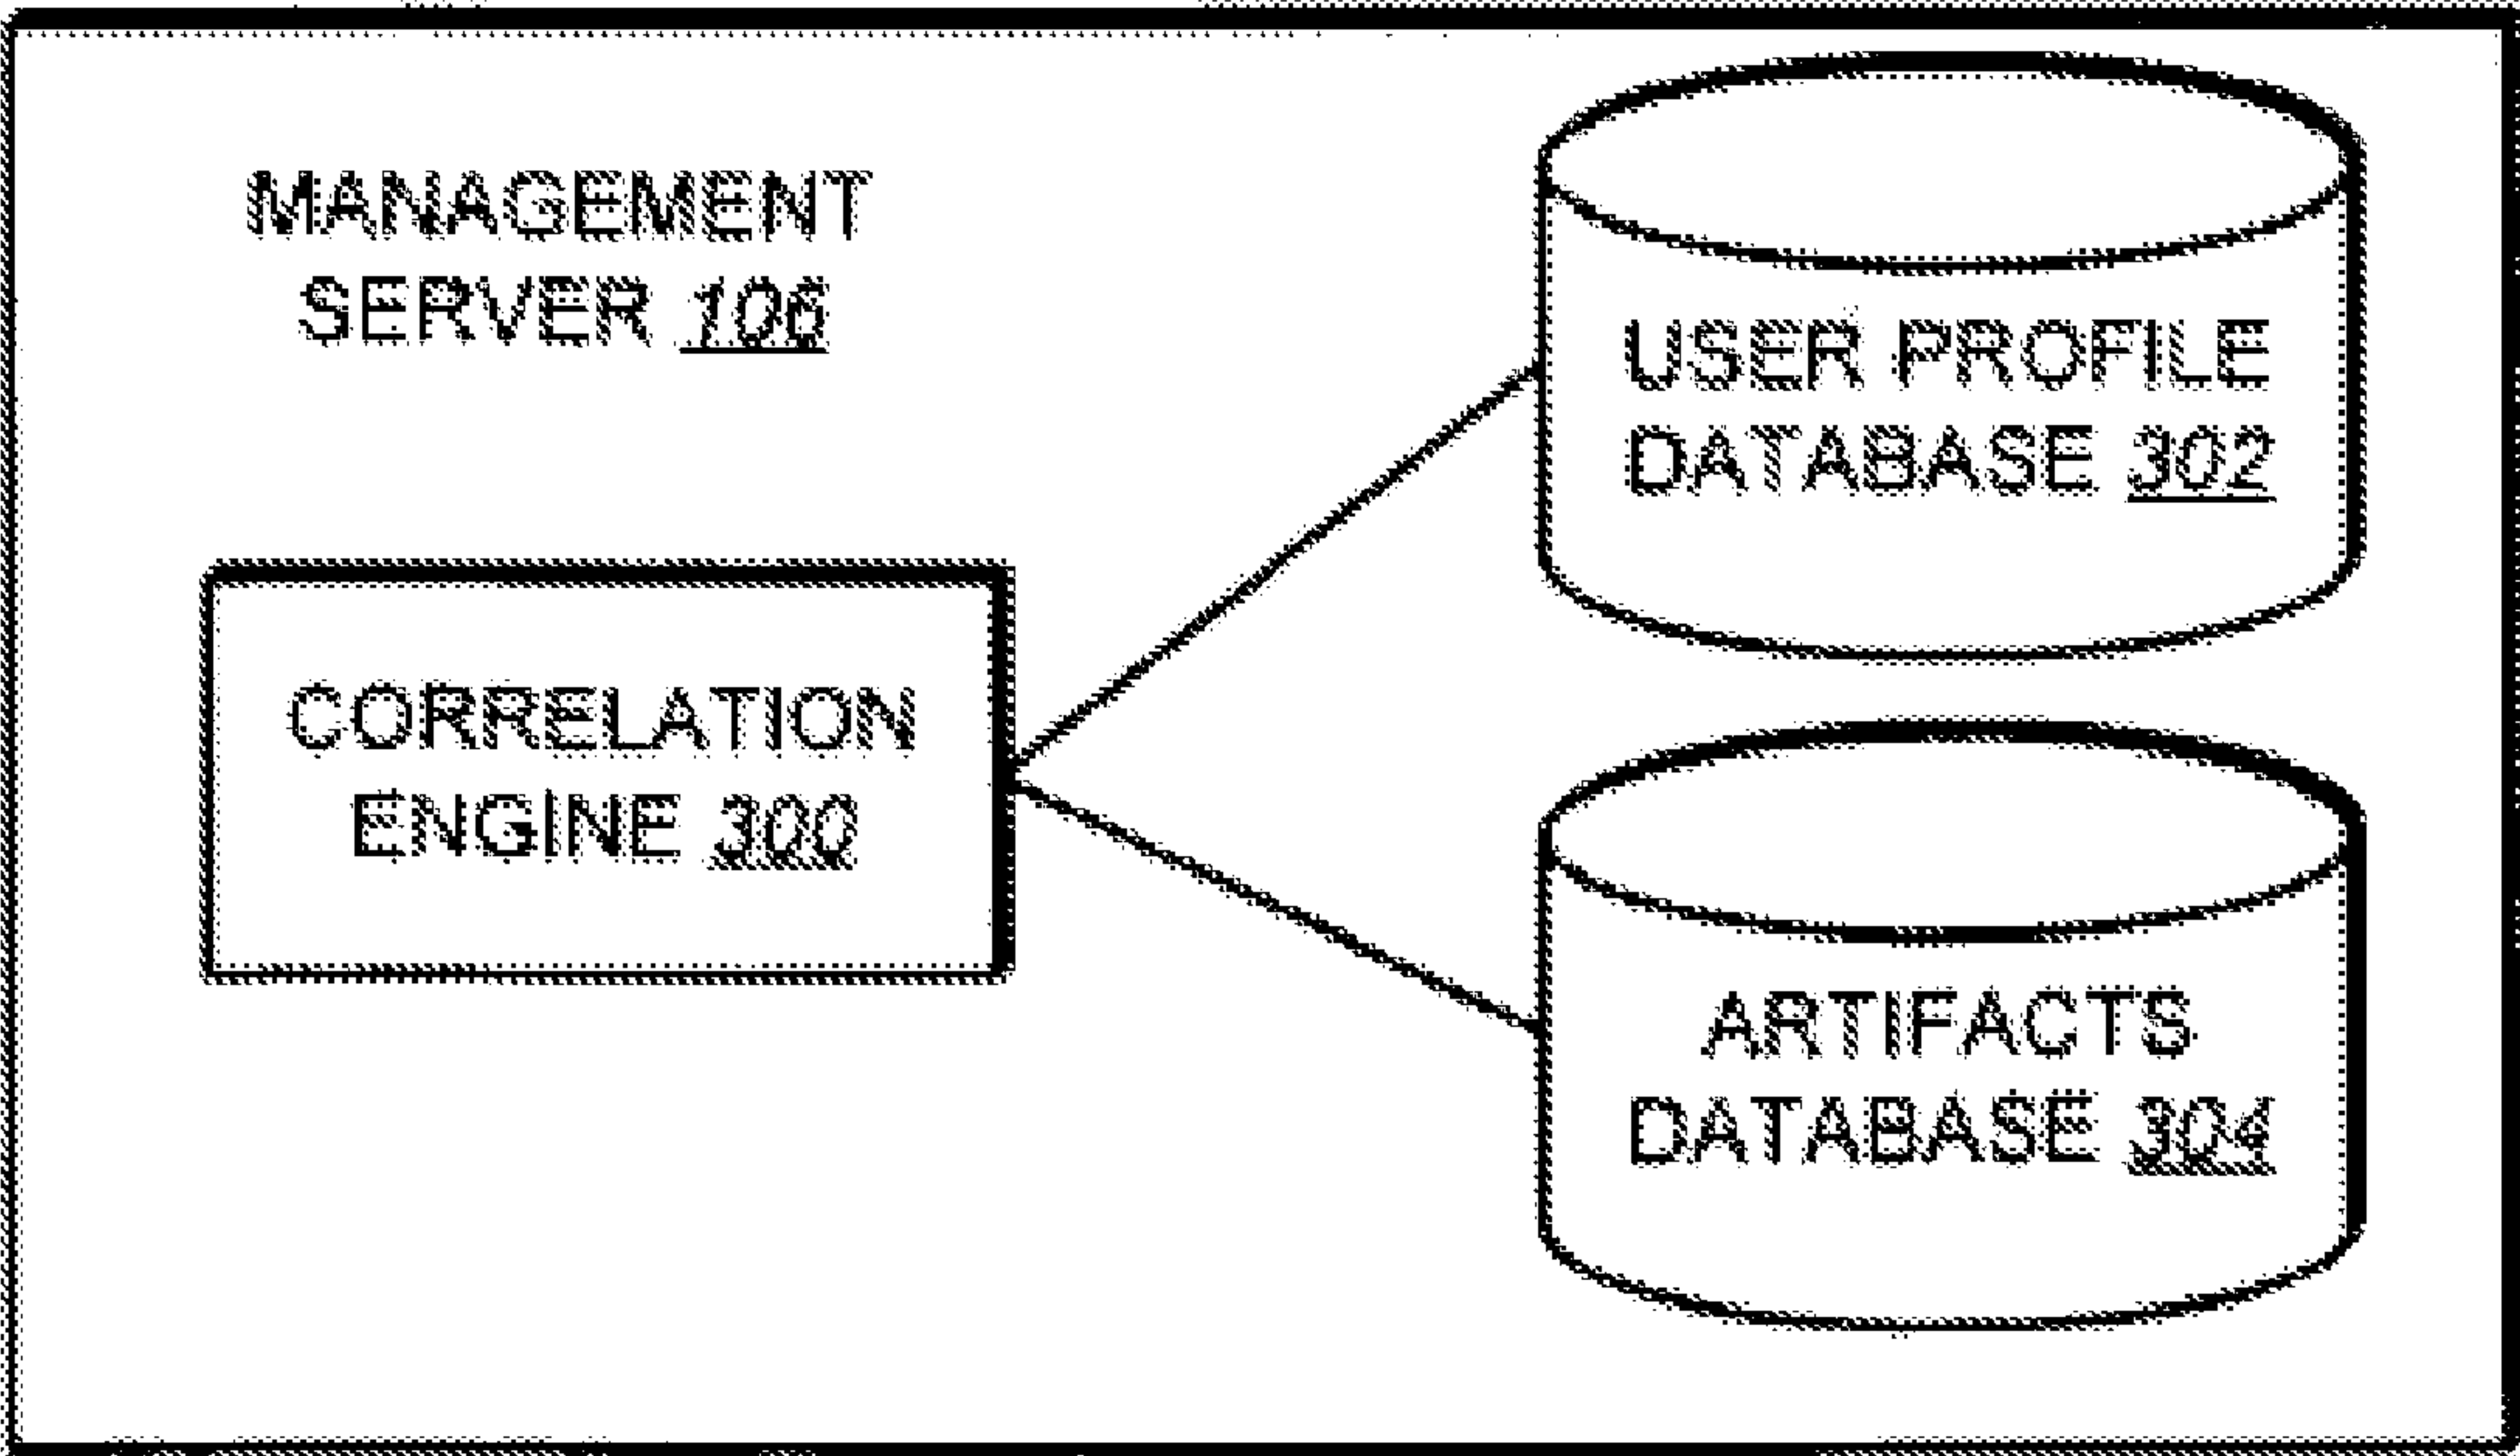 MANAGEMENT
SERVER 106
USER PROFILE
DATABASE 302
CORRELATION
ENGINE 300
ARTIFACTS
DATABASE 304